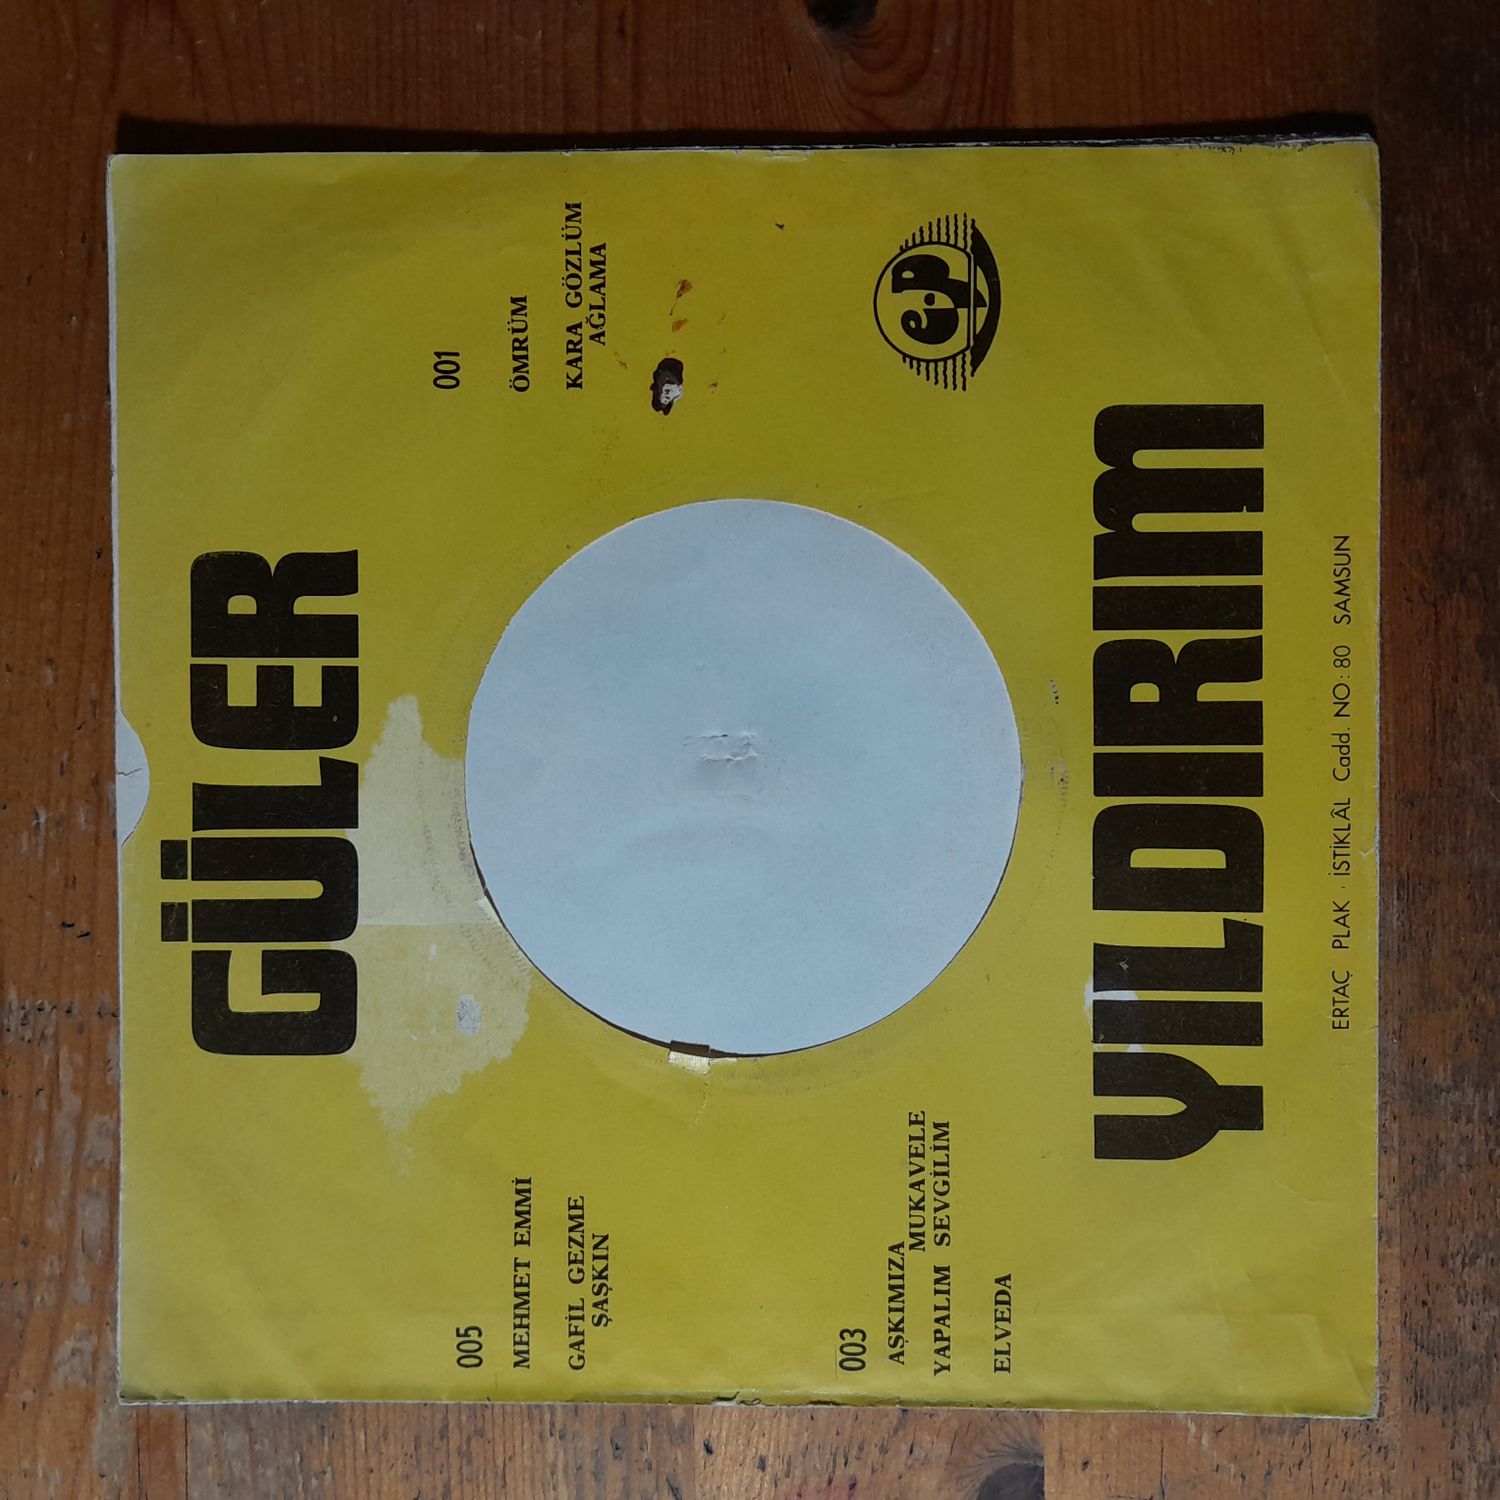 GÜLER
005
MEHMET EMMİ
GAFİL GEZME
ŞAŞKIN
001
ÖMRÜM
KARA GÖZLÜM
AĞLAMA
003
AŞKIMIZA
MUKAVELE
YAPALIM SEVGİLİM
ELVEDA
e.p
YILDIRIM
ERTAÇ PLAK, İSTİKLÂL Cadd. NO: 80 SAMSUN